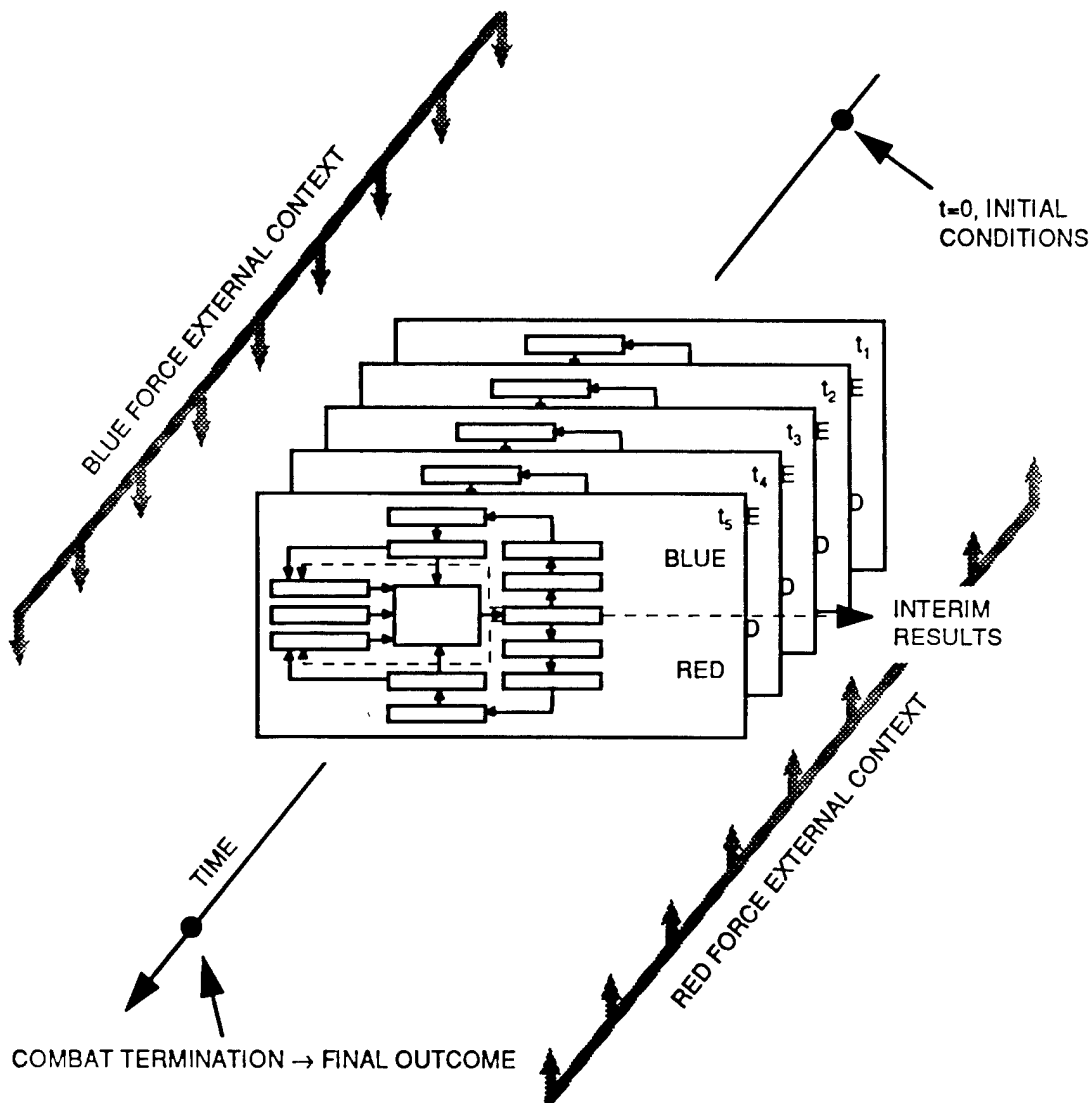 BLUE FORCE EXTERNAL CONTEXT
t=0, INITIAL
CONDITIONS
t1
E
t2
E
t3
E
t4
E
D
t5
BLUE
D
D
D
INTERIM
RESULTS
RED
RED FORCE EXTERNAL CONTEXT
TIME
COMBAT TERMINATION → FINAL OUTCOME